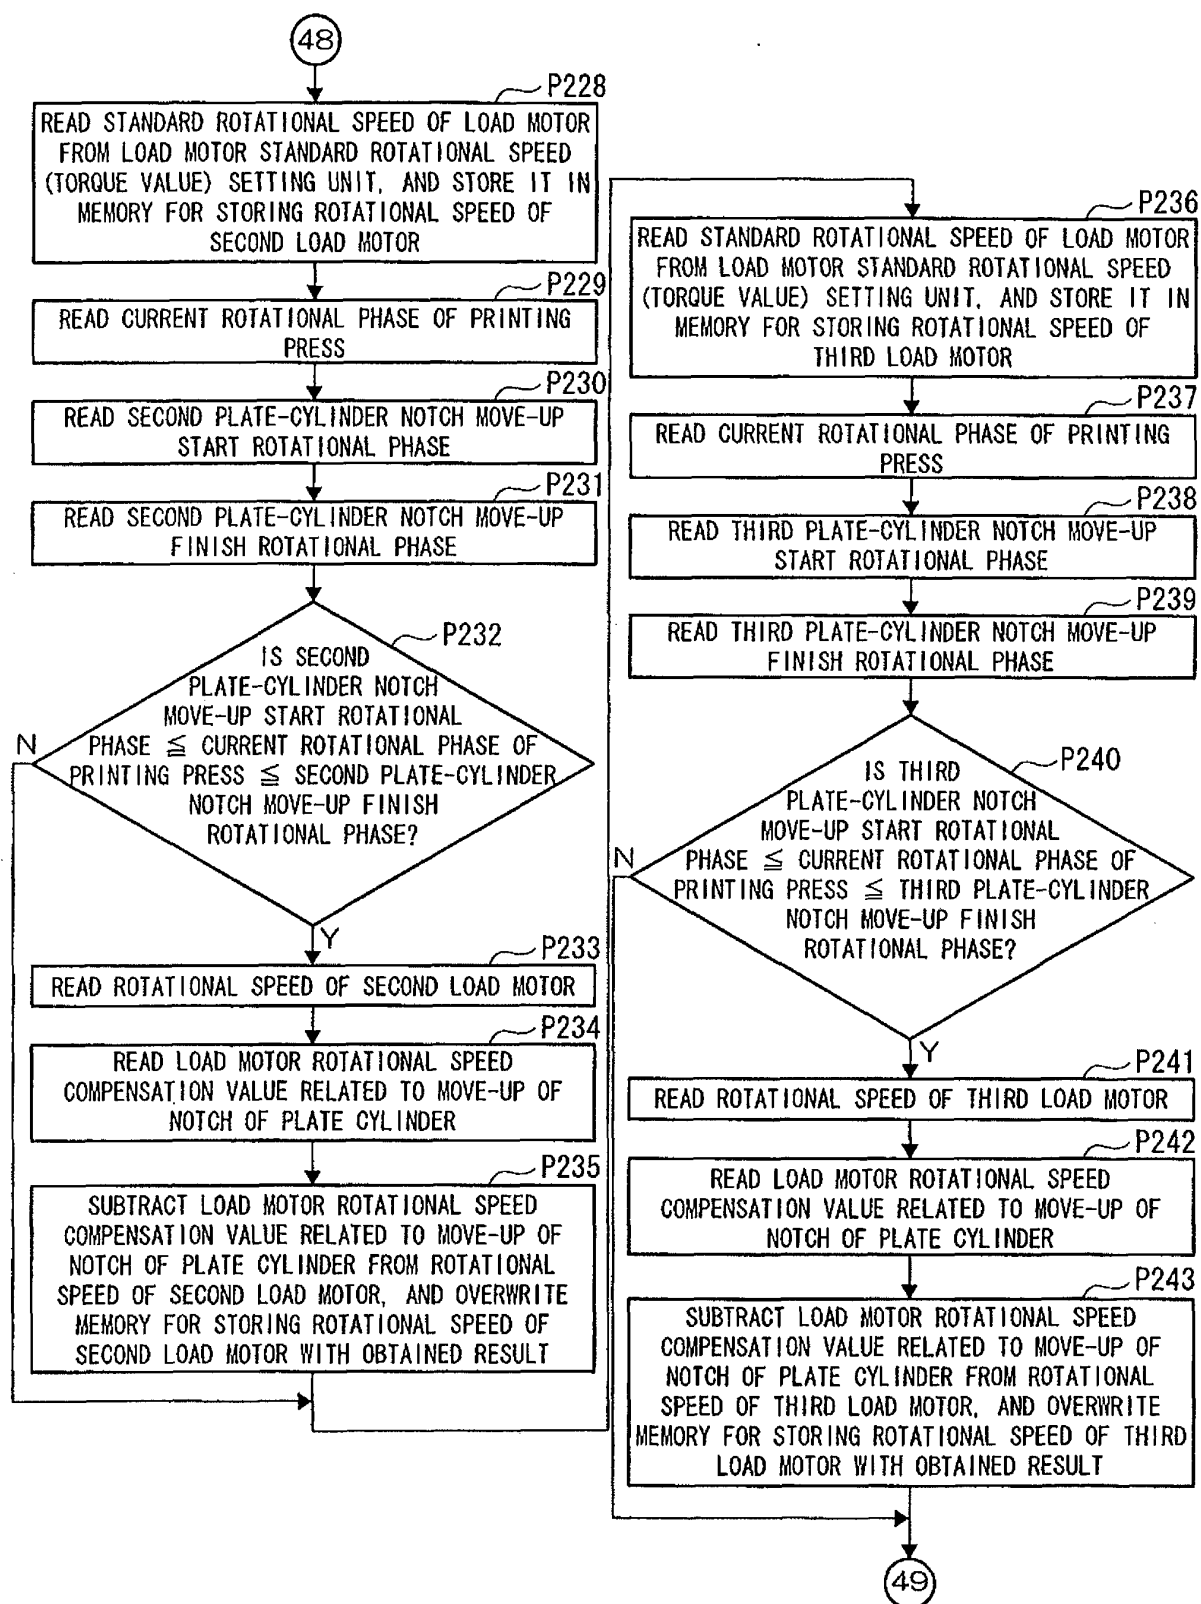 48
P228
READ STANDARD ROTATIONAL SPEED OF LOAD MOTOR
FROM LOAD MOTOR STANDARD ROTATIONAL SPEED
(TORQUE VALUE) SETTING UNIT, AND STORE IT IN
MEMORY FOR STORING ROTATIONAL SPEED OF
SECOND LOAD MOTOR
P229
READ CURRENT ROTATIONAL PHASE OF PRINTING
PRESS
P230
READ SECOND PLATE-CYLINDER NOTCH MOVE-UP
START ROTATIONAL PHASE
P231
READ SECOND PLATE-CYLINDER NOTCH MOVE-UP
FINISH ROTATIONAL PHASE
P232
IS SECOND
PLATE-CYLINDER NOTCH
MOVE-UP START ROTATIONAL
PHASE ≦ CURRENT ROTATIONAL PHASE OF
PRINTING PRESS ≦ SECOND PLATE-CYLINDER
NOTCH MOVE-UP FINISH
ROTATIONAL PHASE?
N
Y
P233
READ ROTATIONAL SPEED OF SECOND LOAD MOTOR
P234
READ LOAD MOTOR ROTATIONAL SPEED
COMPENSATION VALUE RELATED TO MOVE-UP OF
NOTCH OF PLATE CYLINDER
P235
SUBTRACT LOAD MOTOR ROTATIONAL SPEED
COMPENSATION VALUE RELATED TO MOVE-UP OF
NOTCH OF PLATE CYLINDER FROM ROTATIONAL
SPEED OF SECOND LOAD MOTOR, AND OVERWRITE
MEMORY FOR STORING ROTATIONAL SPEED OF
SECOND LOAD MOTOR WITH OBTAINED RESULT
P236
READ STANDARD ROTATIONAL SPEED OF LOAD MOTOR
FROM LOAD MOTOR STANDARD ROTATIONAL SPEED
(TORQUE VALUE) SETTING UNIT, AND STORE IT IN
MEMORY FOR STORING ROTATIONAL SPEED OF
THIRD LOAD MOTOR
P237
READ CURRENT ROTATIONAL PHASE OF PRINTING
PRESS
P238
READ THIRD PLATE-CYLINDER NOTCH MOVE-UP
START ROTATIONAL PHASE
P239
READ THIRD PLATE-CYLINDER NOTCH MOVE-UP
FINISH ROTATIONAL PHASE
P240
IS THIRD
PLATE-CYLINDER NOTCH
MOVE-UP START ROTATIONAL
PHASE ≦ CURRENT ROTATIONAL PHASE OF
PRINTING PRESS ≦ THIRD PLATE-CYLINDER
NOTCH MOVE-UP FINISH
ROTATIONAL PHASE?
N
Y
P241
READ ROTATIONAL SPEED OF THIRD LOAD MOTOR
P242
READ LOAD MOTOR ROTATIONAL SPEED
COMPENSATION VALUE RELATED TO MOVE-UP OF
NOTCH OF PLATE CYLINDER
P243
SUBTRACT LOAD MOTOR ROTATIONAL SPEED
COMPENSATION VALUE RELATED TO MOVE-UP OF
NOTCH OF PLATE CYLINDER FROM ROTATIONAL
SPEED OF THIRD LOAD MOTOR, AND OVERWRITE
MEMORY FOR STORING ROTATIONAL SPEED OF THIRD
LOAD MOTOR WITH OBTAINED RESULT
49